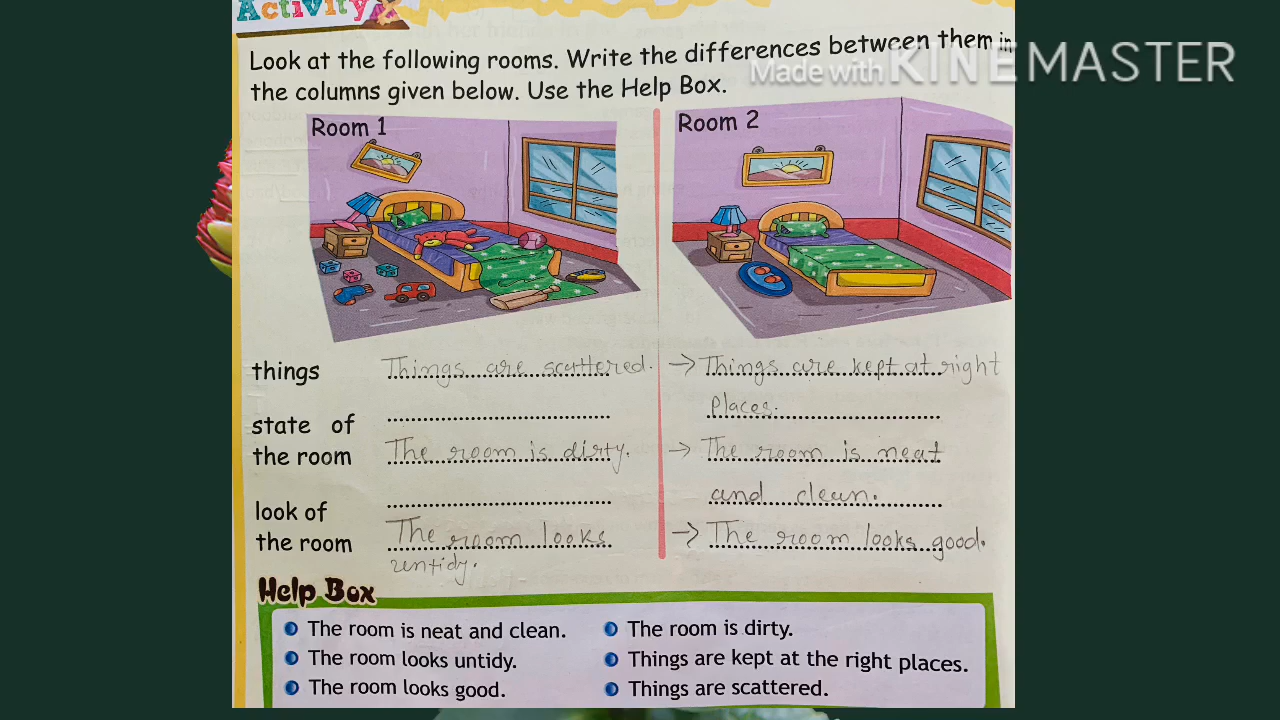 Activity
Look at the following rooms. Write the differences between them in
the columns given below. Use the Help Box.
Made with KINEMASTER
Room 1
Room 2
things
Things are scattered.
→ Things are kept at right
places.
state of
the room
The room is dirty.
→ The room is neat
and clean.
look of
the room
The room looks
untidy.
→ The room looks good.
Help Box
The room is neat and clean.
The room looks untidy.
The room looks good.
The room is dirty.
Things are kept at the right places.
Things are scattered.